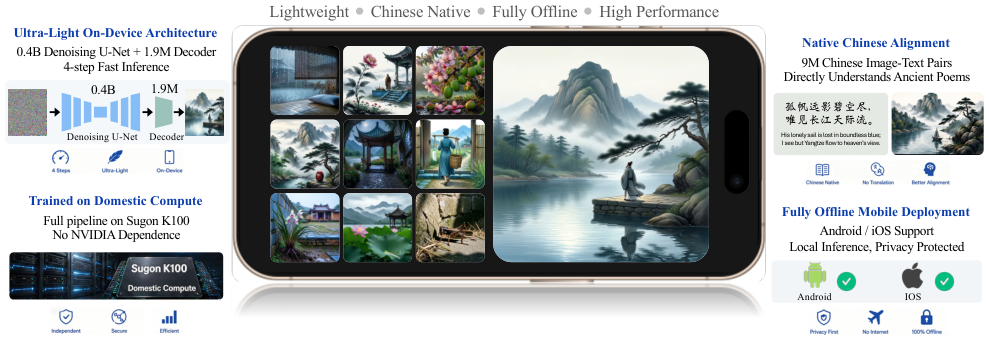 Lightweight ● Chinese Native ● Fully Offline ● High Performance
Ultra-Light On-Device Architecture
0.4B Denoising U-Net + 1.9M Decoder
4-step Fast Inference
0.4B
1.9M
Denoising U-Net
Decoder
4 Steps
Ultra-Light
On-Device
Trained on Domestic Compute
Full pipeline on Sugon K100
No NVIDIA Dependence
Sugon K100
Domestic Compute
Independent
Secure
Efficient
Native Chinese Alignment
9M Chinese Image-Text Pairs
Directly Understands Ancient Poems
孤帆远影碧空尽，
唯见长江天际流。
His lonely sail is lost in boundless blue;
I see but Yangtze flow to heaven's view.
Chinese Native
No Translation
Better Alignment
Fully Offline Mobile Deployment
Android / iOS Support
Local Inference, Privacy Protected
Android
IOS
Privacy First
No Internet
100% Offline